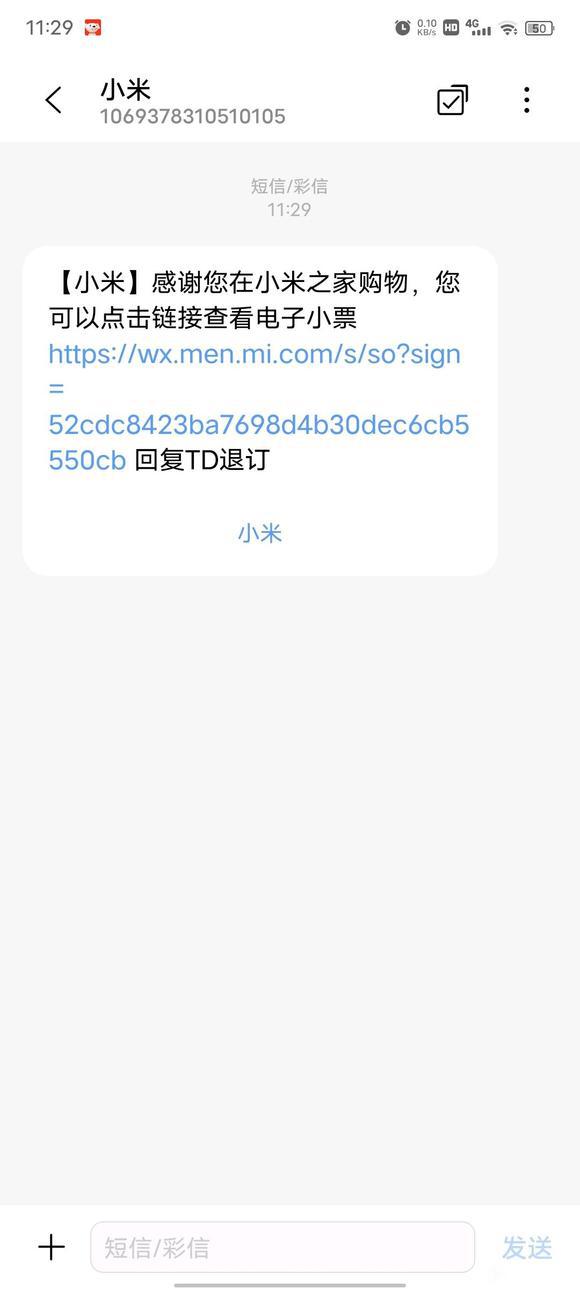 11:29
0.10
KB/s
HD
4G
50
小米
1069378310510105
短信/彩信
11:29
【小米】感谢您在小米之家购物，您
可以点击链接查看电子小票
https://wx.men.mi.com/s/so?sign
=
52cdc8423ba7698d4b30dec6cb5
550cb 回复TD退订
小米
短信/彩信
发送